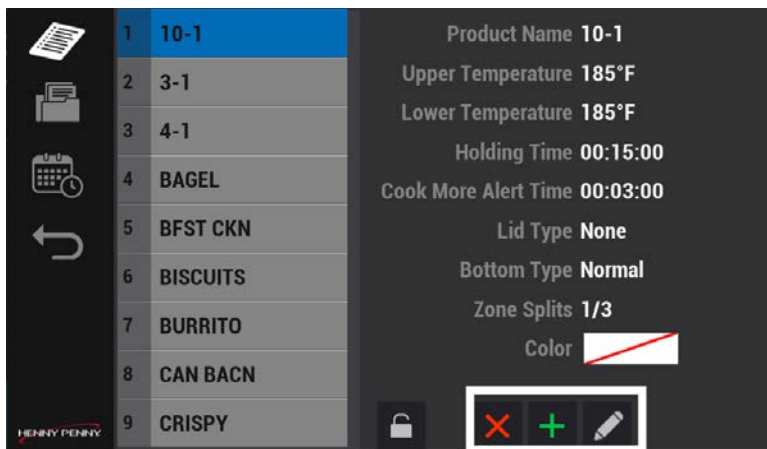 1 10-1
2 3-1
3 4-1
4 BAGEL
5 BFST CKN
6 BISCUITS
7 BURRITO
8 CAN BACN
9 CRISPY
Product Name 10-1
Upper Temperature 185°F
Lower Temperature 185°F
Holding Time 00:15:00
Cook More Alert Time 00:03:00
Lid Type None
Bottom Type Normal
Zone Splits 1/3
Color
HENNY PENNY